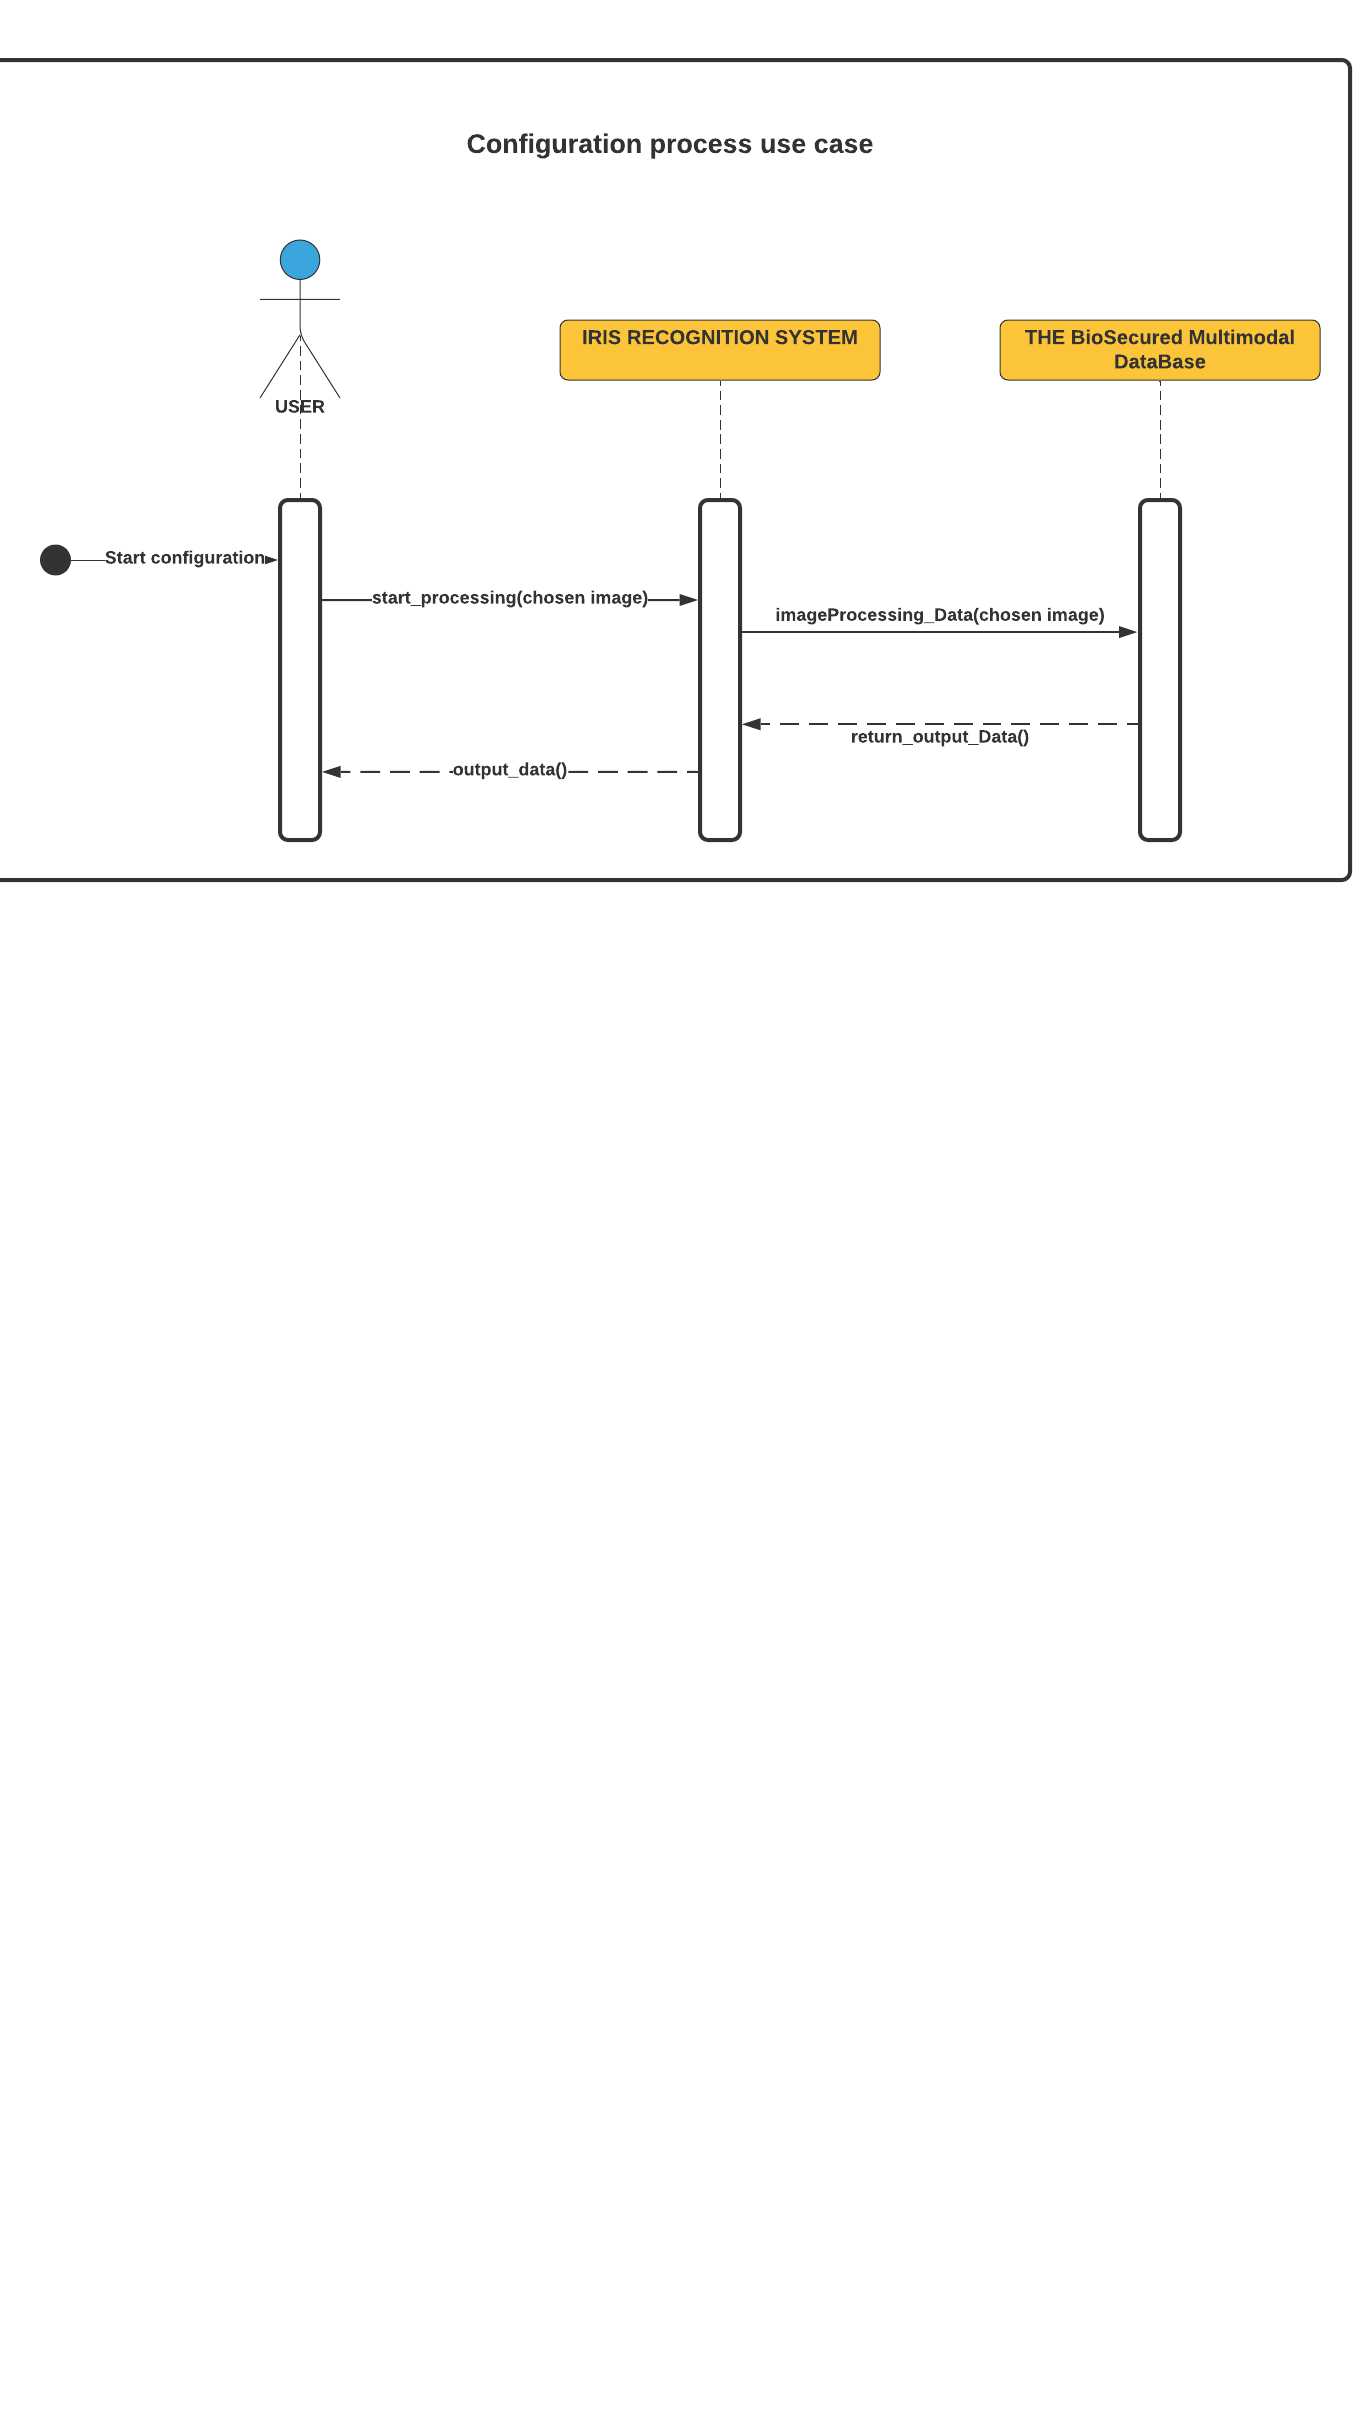 Configuration process use case
USER
IRIS RECOGNITION SYSTEM
THE BioSecured Multimodal
DataBase
Start configuration
start_processing(chosen image)
imageProcessing_Data(chosen image)
return_output_Data()
output_data()